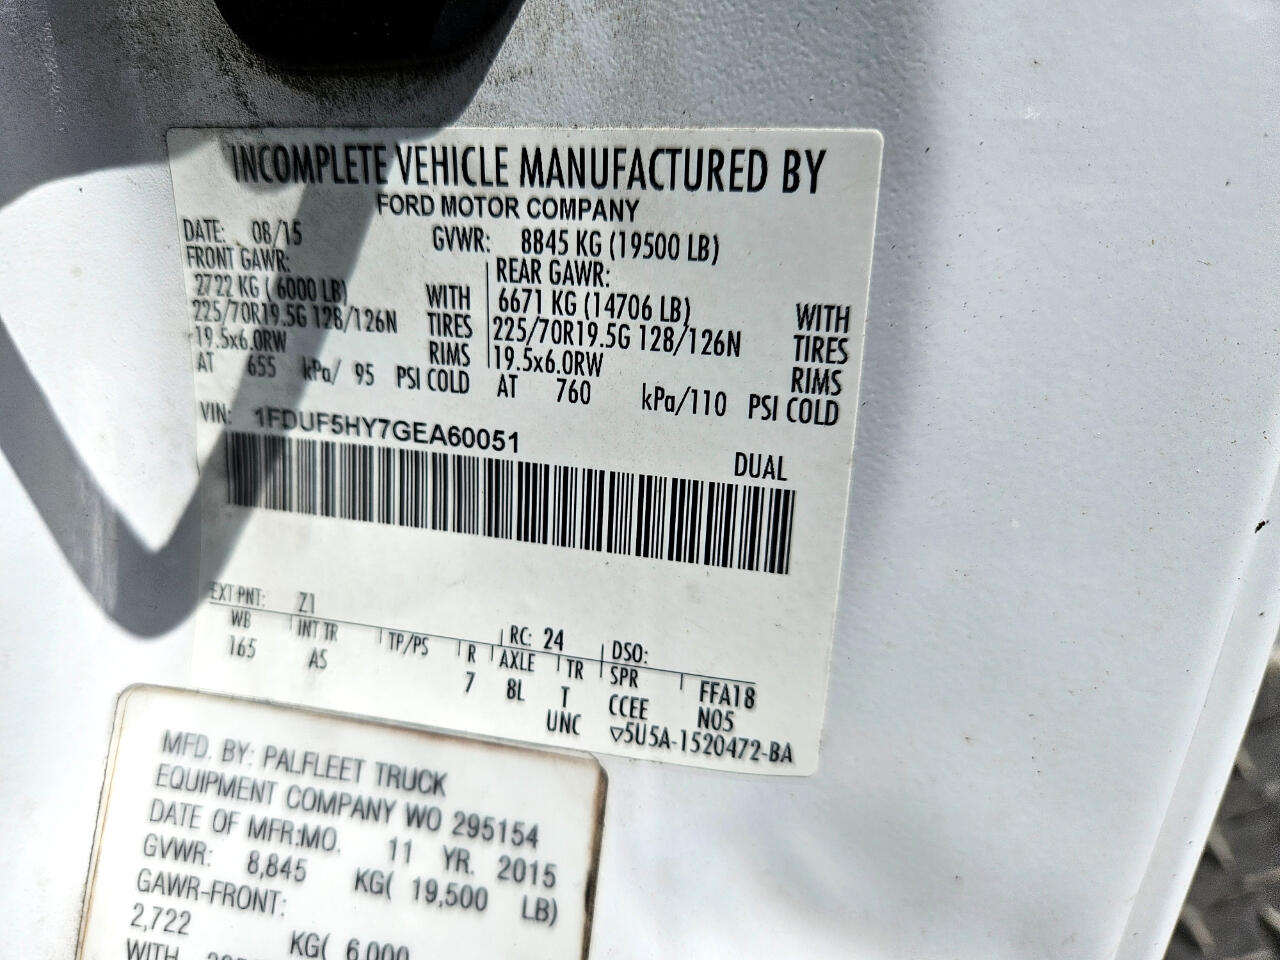 INCOMPLETE VEHICLE MANUFACTURED BY
FORD MOTOR COMPANY
DATE: 08/15 GVWR: 8845 KG (19500 LB)
FRONT GAWR: REAR GAWR:
2722 KG ( 6000 LB) WITH 6671 KG (14706 LB) WITH
225/70R19.5G 128/126N TIRES 225/70R19.5G 128/126N TIRES
19.5x6.0RW RIMS 19.5x6.0RW RIMS
AT 655 kPa/ 95 PSI COLD AT 760 kPa/110 PSI COLD
VIN: 1FDUF5HY7GEA60051
DUAL
EXT PNT: Z1 RC: 24 DSO:
WB INT TR TP/PS R AXLE TR SPR FFA18
165 AS 7 8L T CCEE N05
UNC ▽5U5A-1520472-BA
MFD. BY: PALFLEET TRUCK
EQUIPMENT COMPANY WO 295154
DATE OF MFR:MO. 11 YR. 2015
GVWR: 8,845 KG( 19,500 LB)
GAWR-FRONT:
2,722 KG( 6,000
WITH